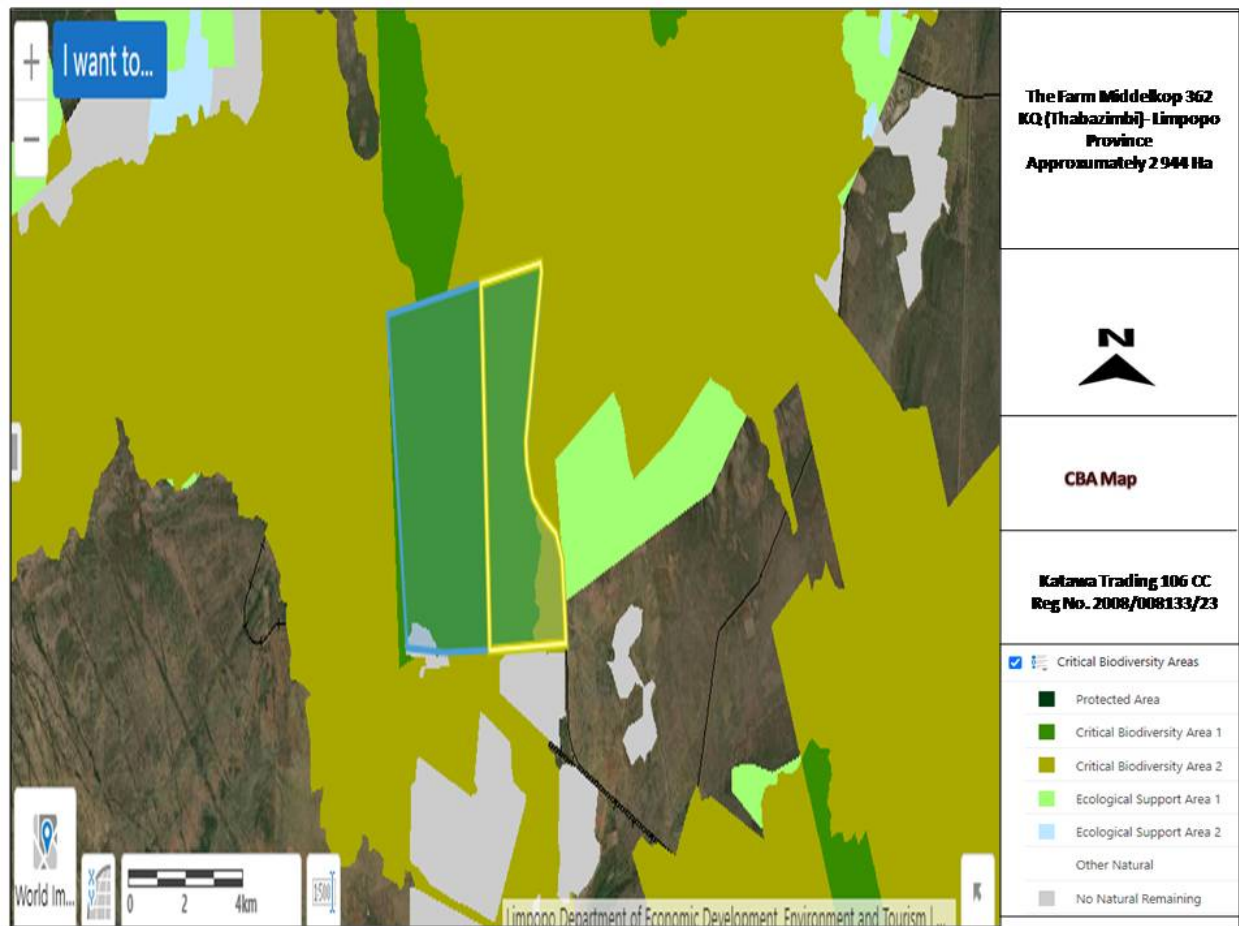 +
I want to...
−
World Im...
X Y
0 2 4km
Limpopo Department of Economic Development, Environment and Tourism | ...
The Farm Middelkop 362
KQ (Thabazimbi)- Limpopo
Province
Approxumately 2 944 Ha
N
CBA Map
Katawa Trading 106 CC
Reg No. 2008/008133/23
Critical Biodiversity Areas
Protected Area
Critical Biodiversity Area 1
Critical Biodiversity Area 2
Ecological Support Area 1
Ecological Support Area 2
Other Natural
No Natural Remaining